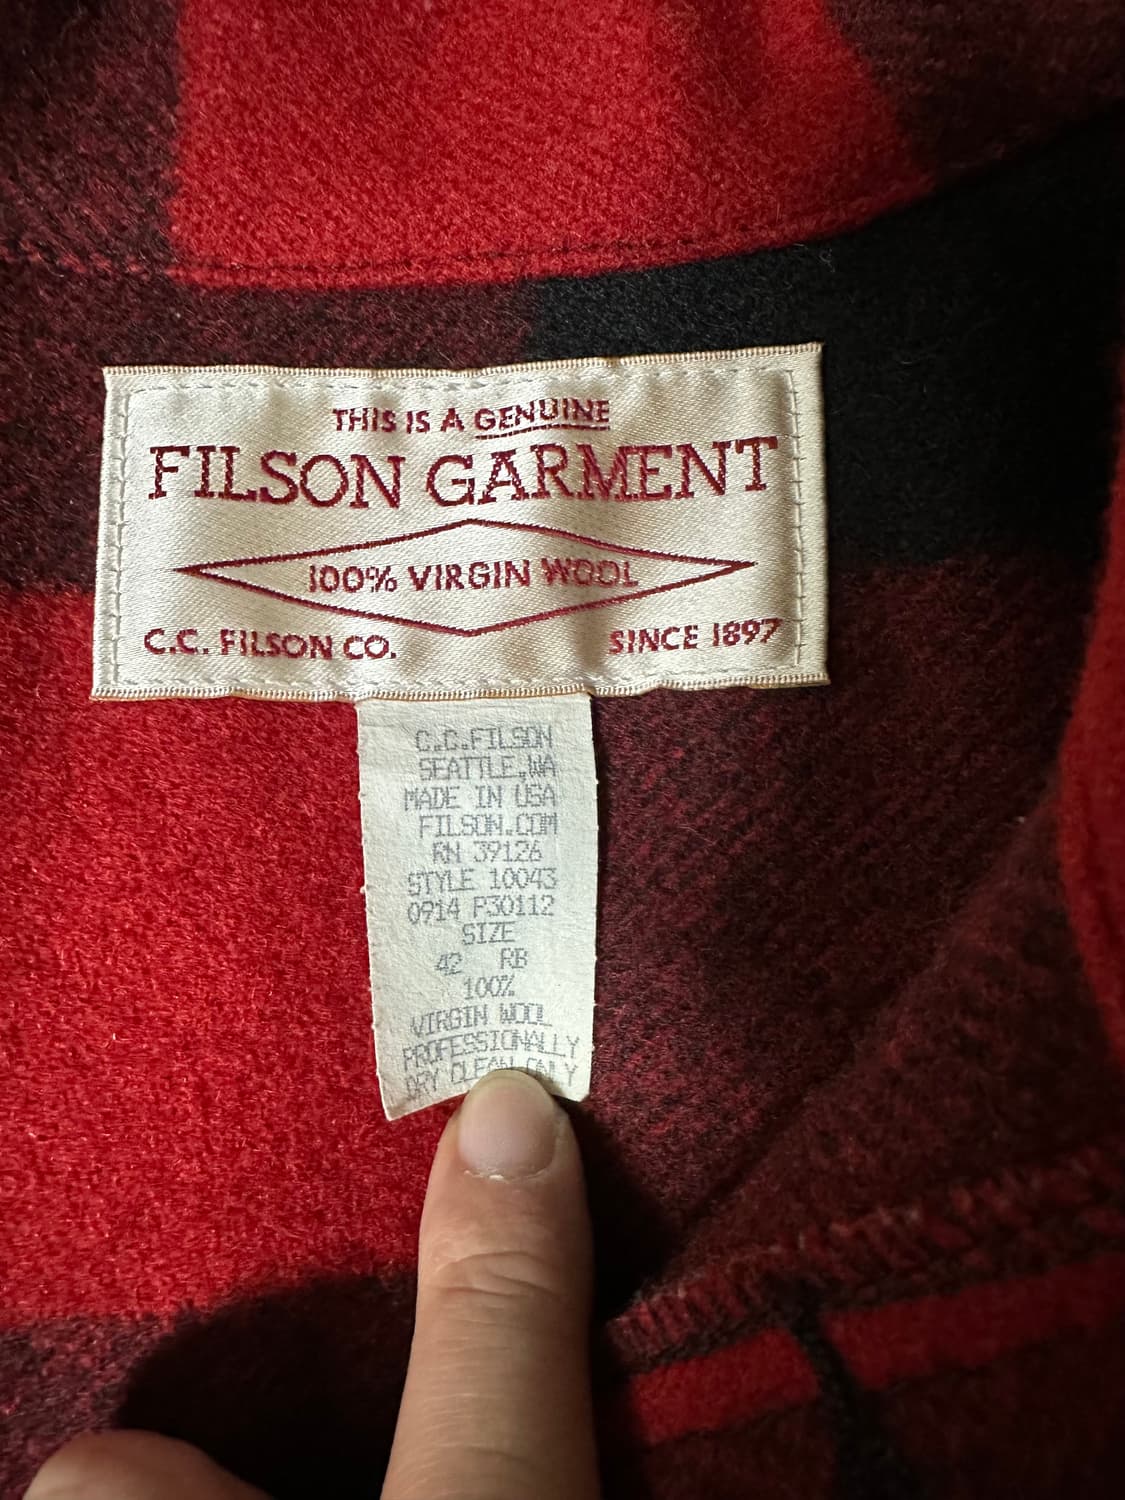 THIS IS A GENUINE
FILSON GARMENT
100% VIRGIN WOOL
C.C. FILSON CO. SINCE 1897
C.C.FILSON
SEATTLE,WA
MADE IN USA
FILSON.COM
RN 39126
STYLE 10043
0914 P30112
SIZE
42 RB
100%
VIRGIN WOOL
PROFESSIONALLY
DRY CLEAN ONLY